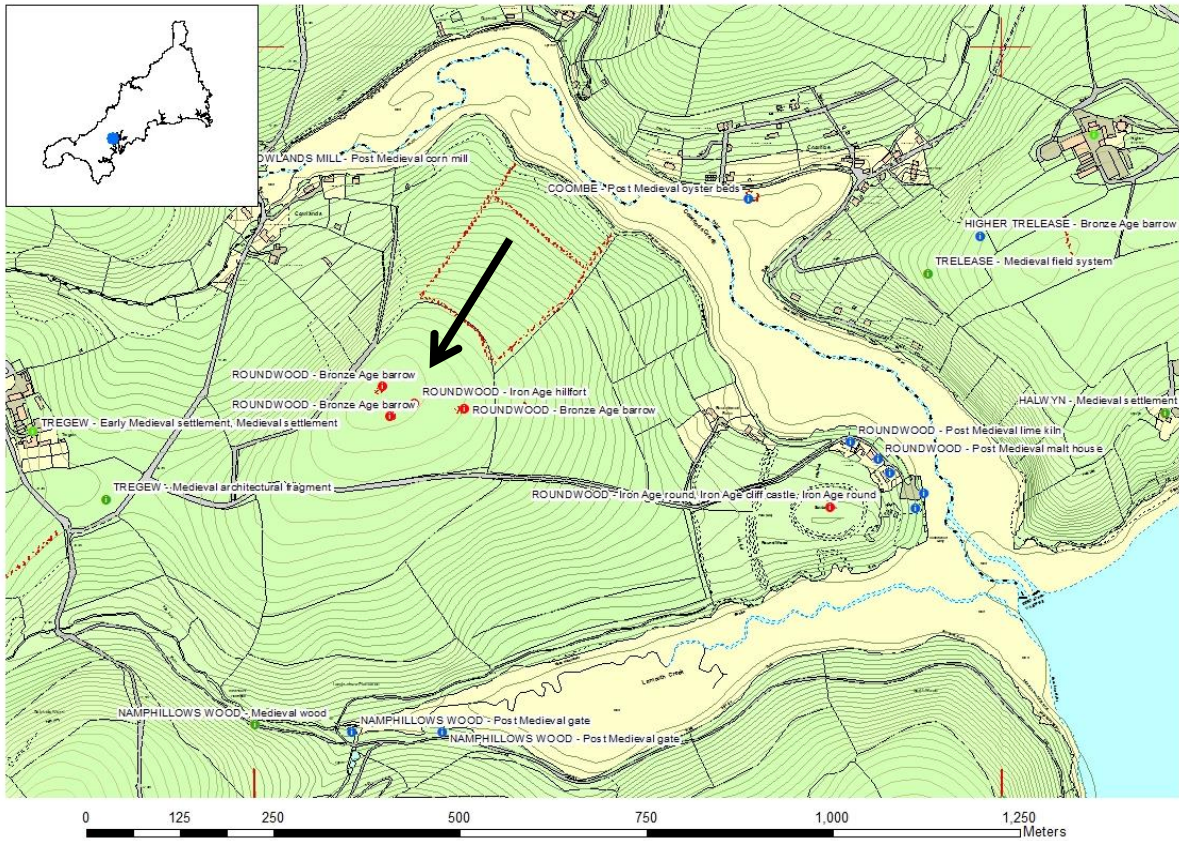 OWLANDS MILL - Post Medieval corn mill
Coombe
COOMBE - Post Medieval oyster beds
Cowlands
HIGHER TRELEASE - Bronze Age barrow
TRELEASE - Medieval field system
ROUNDWOOD - Bronze Age barrow
ROUNDWOOD - Iron Age hillfort
ROUNDWOOD - Bronze Age barrow
ROUNDWOOD - Bronze Age barrow
HALWYN - Medieval settlement
TREGEW - Early Medieval settlement, Medieval settlement
ROUNDWOOD - Post Medieval lime kiln
ROUNDWOOD - Post Medieval malt house
TREGEW - Medieval architectural fragment
ROUNDWOOD - Iron Age round, Iron Age cliff castle, Iron Age round
Lamouth Creek
NAMPHILLOWS WOOD - Medieval wood
NAMPHILLOWS WOOD - Post Medieval gate
NAMPHILLOWS WOOD - Post Medieval gate
0 125 250 500 750 1,000 1,250
Meters